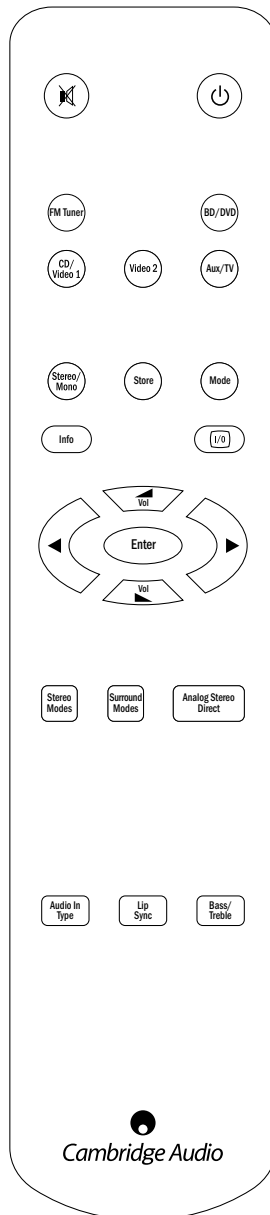 FM Tuner
BD/DVD
CD/
Video 1
Video 2
Aux/TV
Stereo/
Mono
Store
Mode
Info
I/O
Vol
Enter
Vol
Stereo
Modes
Surround
Modes
Analog Stereo
Direct
Audio In
Type
Lip
Sync
Bass/
Treble
Cambridge Audio